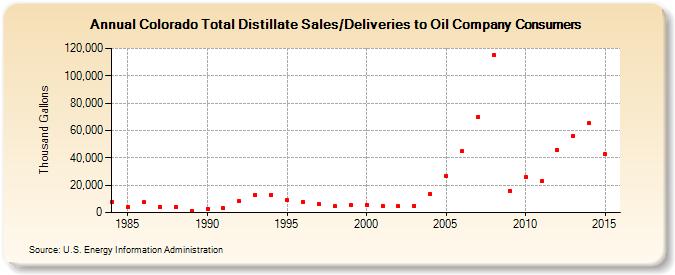 Annual Colorado Total Distillate Sales/Deliveries to Oil Company Consumers
Thousand Gallons
120,000
100,000
80,000
60,000
40,000
20,000
0
1985 1990 1995 2000 2005 2010 2015
Source: U.S. Energy Information Administration